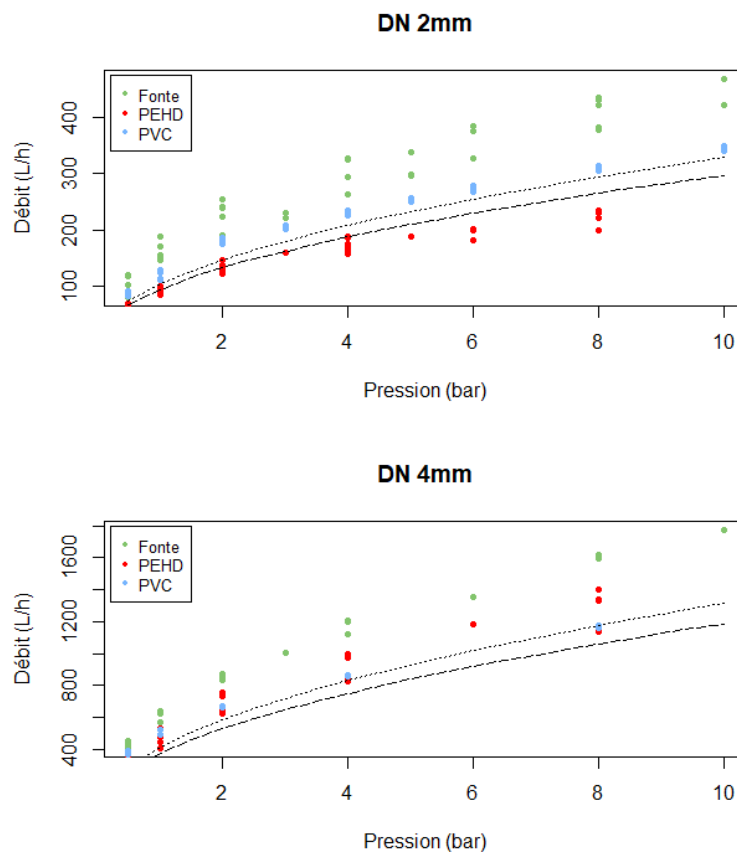 DN 2mm
Débit (L/h)
400
300
200
100
Fonte
PEHD
PVC
2
4
6
8
10
Pression (bar)
DN 4mm
Débit (L/h)
1600
1200
800
400
Fonte
PEHD
PVC
2
4
6
8
10
Pression (bar)